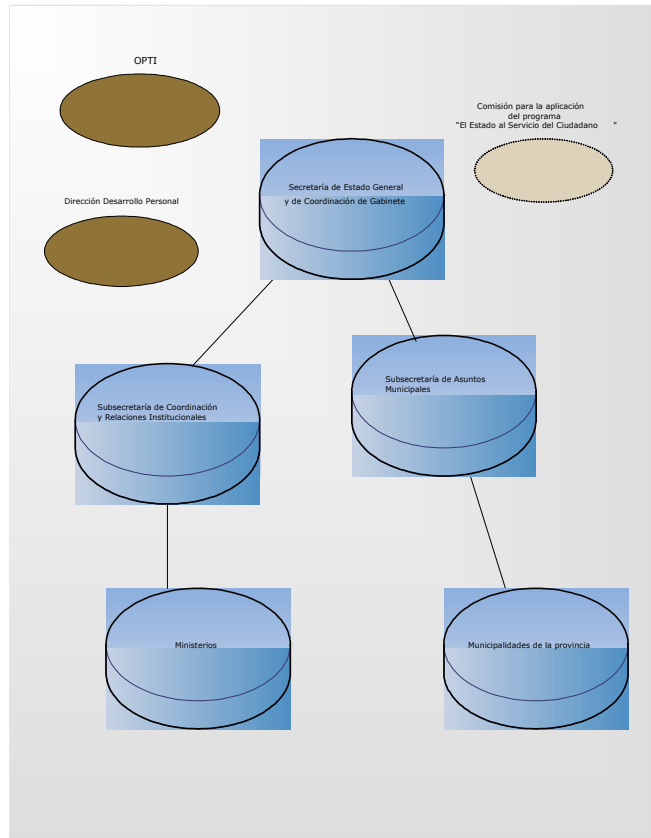 OPTI
Comisión para la aplicación
del programa
"El Estado al Servicio del Ciudadano "
Secretaría de Estado General
y de Coordinación de Gabinete
Dirección Desarrollo Personal
Subsecretaría de Coordinación
y Relaciones Institucionales
Subsecretaría de Asuntos
Municipales
Ministerios
Municipalidades de la provincia